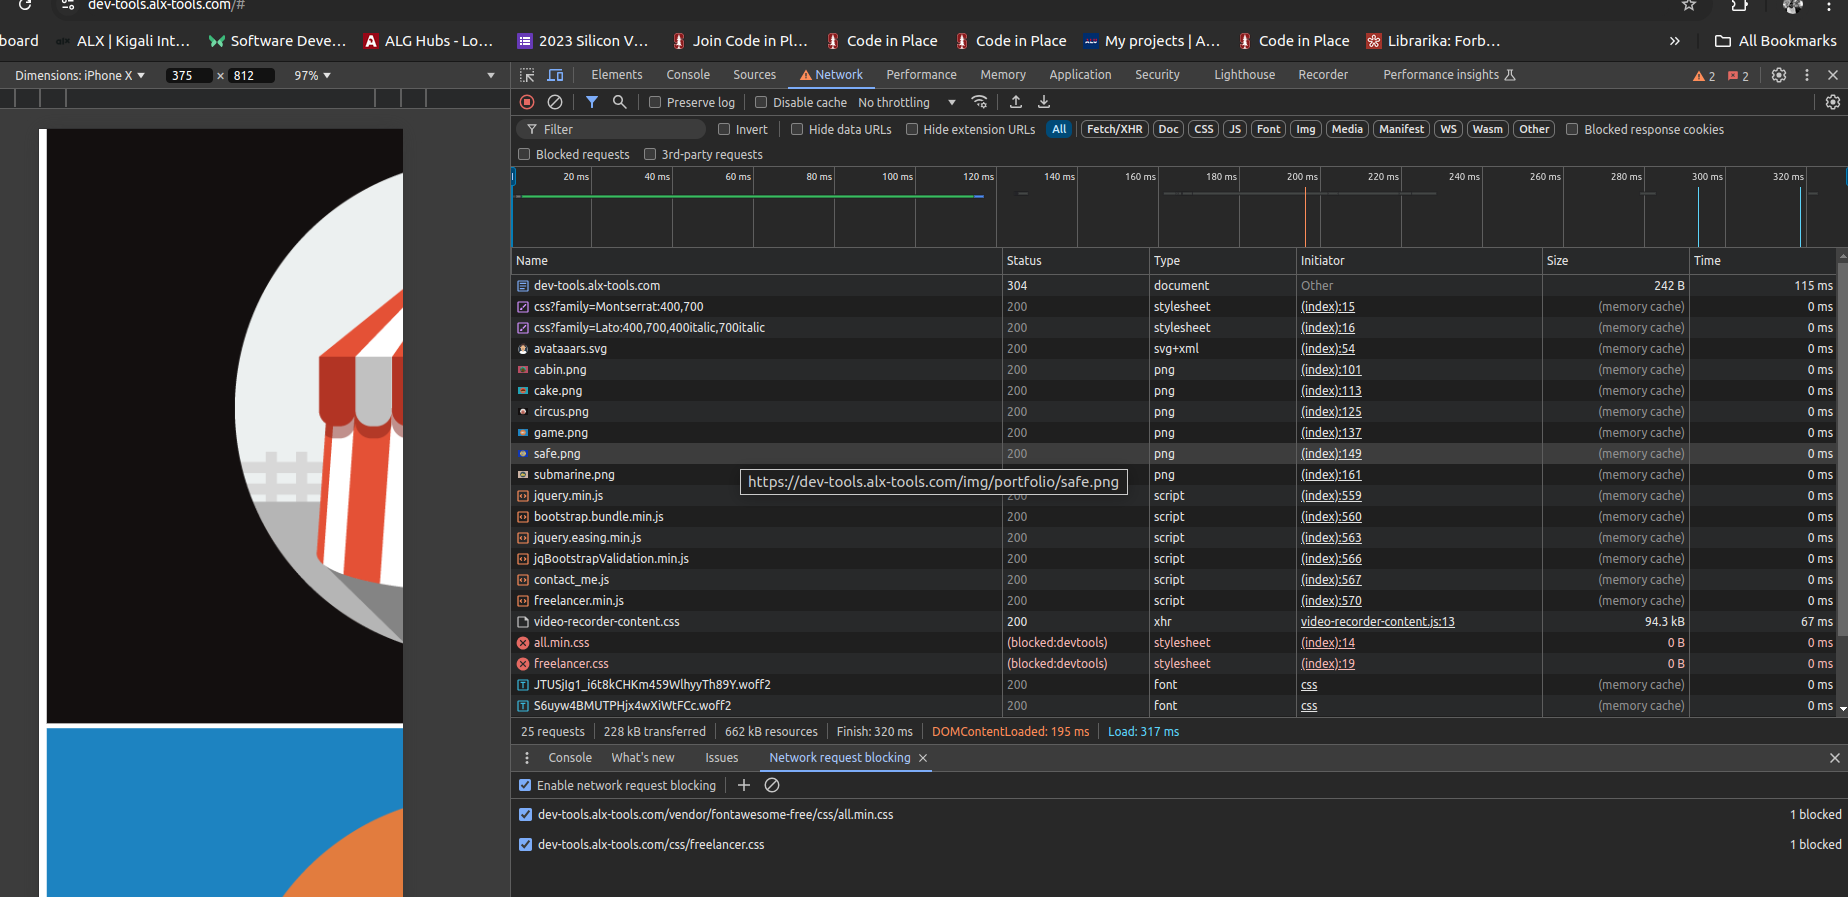 dev-tools.alx-tools.com/#
board ALX | Kigali Int... Software Deve... ALG Hubs - Lo... 2023 Silicon V... Join Code in Pl... Code in Place Code in Place My projects | A... Code in Place Librarika: Forb... » All Bookmarks
Dimensions: iPhone X 375 × 812 97%
Elements Console Sources Network Performance Memory Application Security Lighthouse Recorder Performance insights 2 2
Preserve log Disable cache No throttling
Filter Invert Hide data URLs Hide extension URLs All Fetch/XHR Doc CSS JS Font Img Media Manifest WS Wasm Other Blocked response cookies
Blocked requests 3rd-party requests
20 ms 40 ms 60 ms 80 ms 100 ms 120 ms 140 ms 160 ms 180 ms 200 ms 220 ms 240 ms 260 ms 280 ms 300 ms 320 ms
Name Status Type Initiator Size Time
dev-tools.alx-tools.com 304 document Other 242 B 115 ms
css?family=Montserrat:400,700 200 stylesheet (index):15 (memory cache) 0 ms
css?family=Lato:400,700,400italic,700italic 200 stylesheet (index):16 (memory cache) 0 ms
avataaars.svg 200 svg+xml (index):54 (memory cache) 0 ms
cabin.png 200 png (index):101 (memory cache) 0 ms
cake.png 200 png (index):113 (memory cache) 0 ms
circus.png 200 png (index):125 (memory cache) 0 ms
game.png 200 png (index):137 (memory cache) 0 ms
safe.png 200 png (index):149 (memory cache) 0 ms
submarine.png png (index):161 (memory cache) 0 ms
https://dev-tools.alx-tools.com/img/portfolio/safe.png
jquery.min.js 200 script (index):559 (memory cache) 0 ms
bootstrap.bundle.min.js 200 script (index):560 (memory cache) 0 ms
jquery.easing.min.js 200 script (index):563 (memory cache) 0 ms
jqBootstrapValidation.min.js 200 script (index):566 (memory cache) 0 ms
contact_me.js 200 script (index):567 (memory cache) 0 ms
freelancer.min.js 200 script (index):570 (memory cache) 0 ms
video-recorder-content.css 200 xhr video-recorder-content.js:13 94.3 kB 67 ms
all.min.css (blocked:devtools) stylesheet (index):14 0 B 0 ms
freelancer.css (blocked:devtools) stylesheet (index):19 0 B 0 ms
JTUSjIg1_i6t8kCHKm459WlhyyTh89Y.woff2 200 font css (memory cache) 0 ms
S6uyw4BMUTPHjx4wXiWtFCc.woff2 200 font css (memory cache) 0 ms
25 requests 228 kB transferred 662 kB resources Finish: 320 ms DOMContentLoaded: 195 ms Load: 317 ms
Console What's new Issues Network request blocking
Enable network request blocking
dev-tools.alx-tools.com/vendor/fontawesome-free/css/all.min.css 1 blocked
dev-tools.alx-tools.com/css/freelancer.css 1 blocked